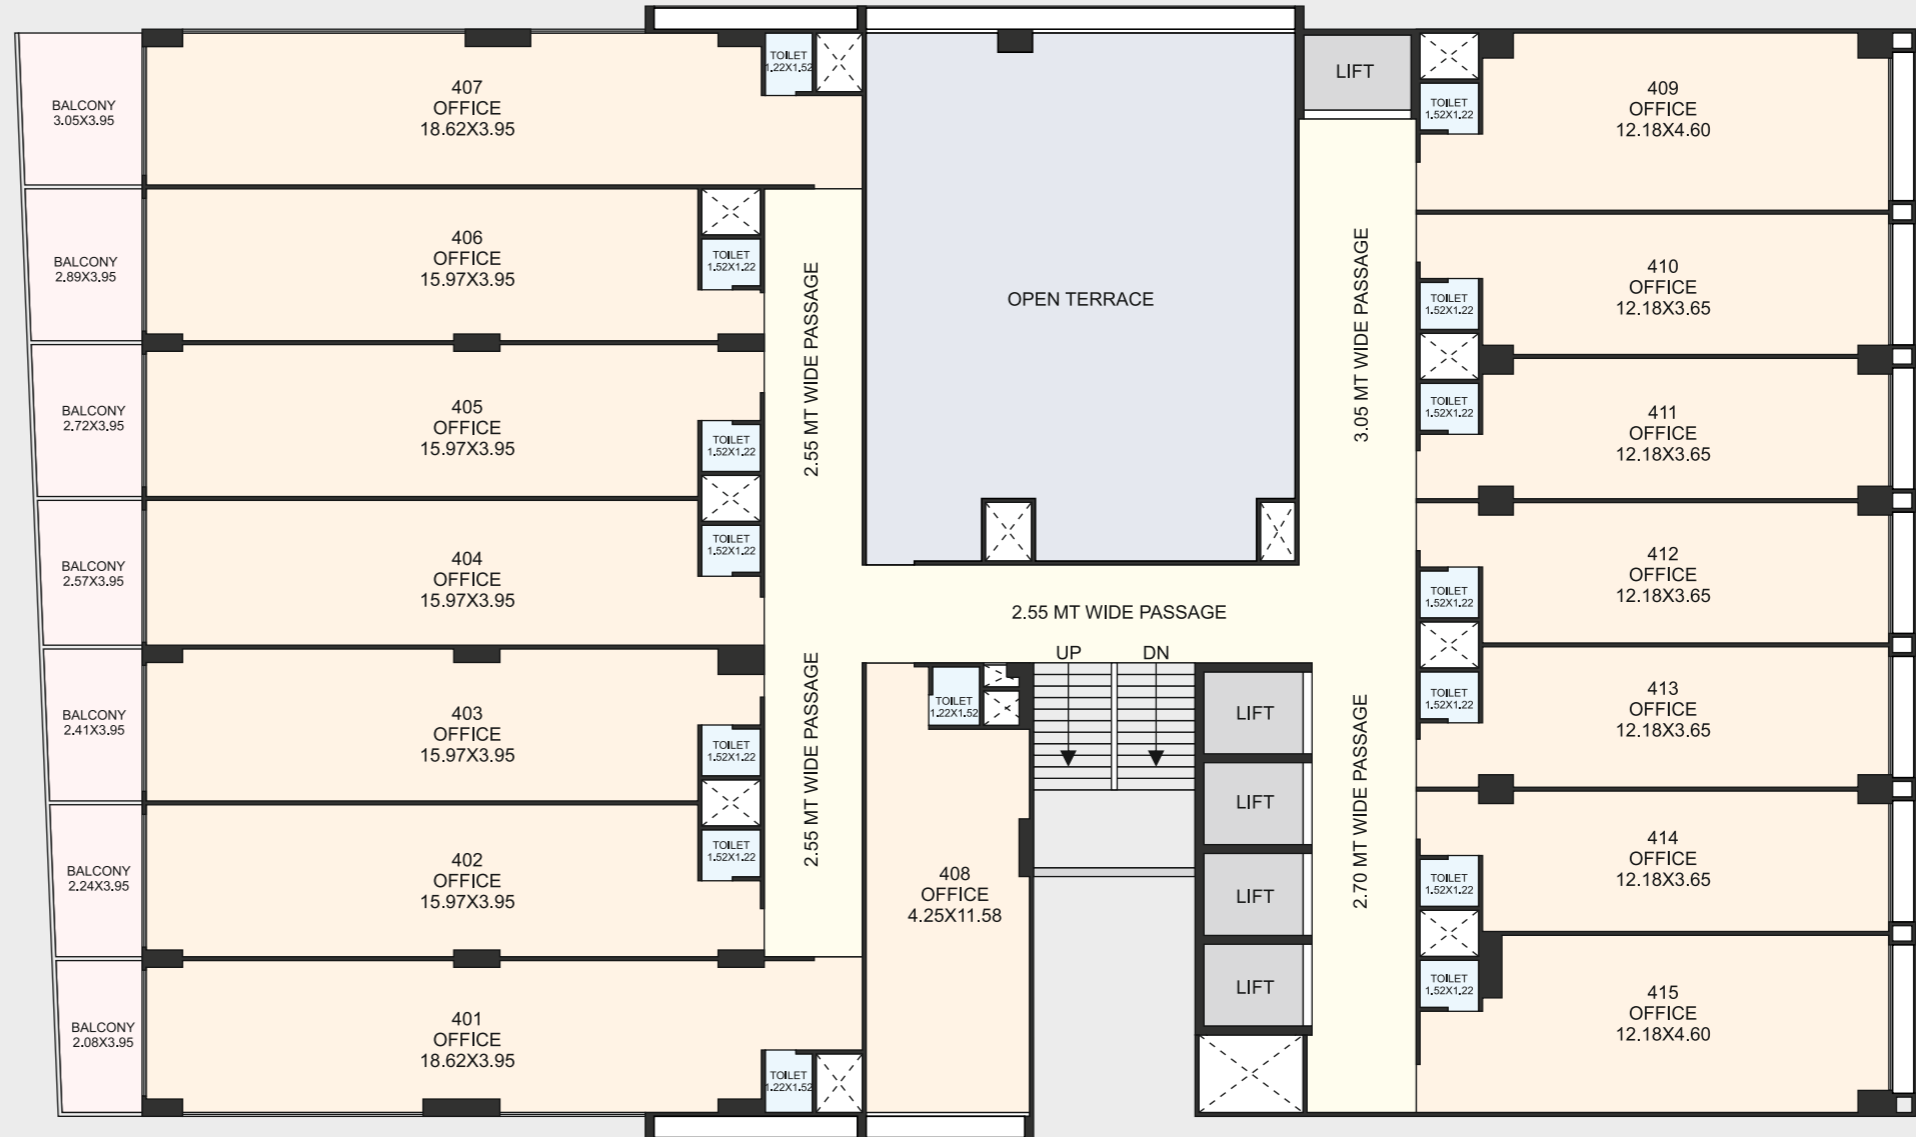 BALCONY
3.05X3.95
407
OFFICE
18.62X3.95
TOILET
1.22X1.52
LIFT
TOILET
1.52X1.22
409
OFFICE
12.18X4.60
BALCONY
2.89X3.95
406
OFFICE
15.97X3.95
TOILET
1.52X1.22
2.55 MT WIDE PASSAGE
OPEN TERRACE
3.05 MT WIDE PASSAGE
TOILET
1.52X1.22
410
OFFICE
12.18X3.65
BALCONY
2.72X3.95
405
OFFICE
15.97X3.95
TOILET
1.52X1.22
TOILET
1.52X1.22
411
OFFICE
12.18X3.65
BALCONY
2.57X3.95
404
OFFICE
15.97X3.95
TOILET
1.52X1.22
2.55 MT WIDE PASSAGE
UP
DN
TOILET
1.52X1.22
412
OFFICE
12.18X3.65
BALCONY
2.41X3.95
403
OFFICE
15.97X3.95
TOILET
1.52X1.22
2.55 MT WIDE PASSAGE
TOILET
1.22X1.52
LIFT
2.70 MT WIDE PASSAGE
TOILET
1.52X1.22
413
OFFICE
12.18X3.65
BALCONY
2.24X3.95
402
OFFICE
15.97X3.95
TOILET
1.52X1.22
408
OFFICE
4.25X11.58
LIFT
LIFT
TOILET
1.52X1.22
414
OFFICE
12.18X3.65
BALCONY
2.08X3.95
401
OFFICE
18.62X3.95
TOILET
1.22X1.52
LIFT
TOILET
1.52X1.22
415
OFFICE
12.18X4.60